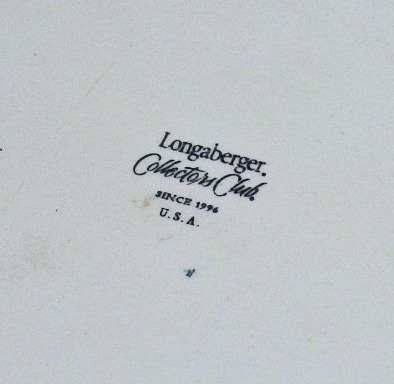 Longaberger.
Collectors Club.
SINCE 1996
U.S.A.